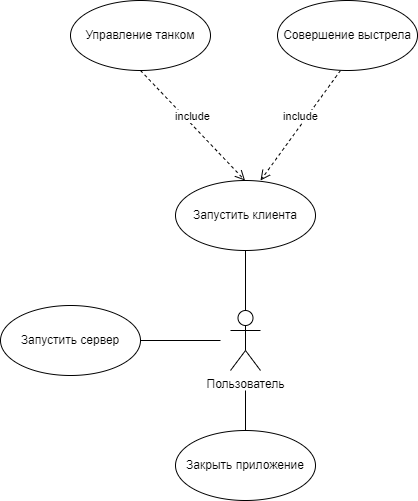 Управление танком
Совершение выстрела
include
include
Запустить клиента
Запустить сервер
Пользователь
Закрыть приложение